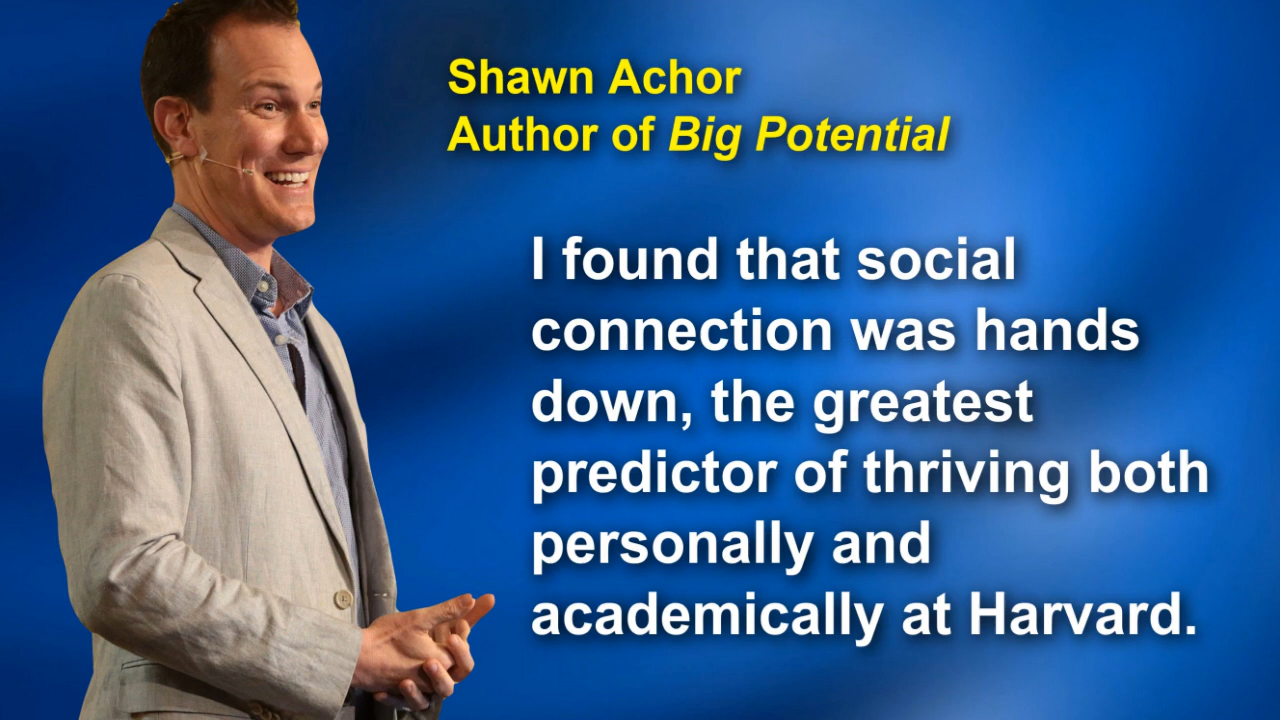 Shawn Achor
Author of Big Potential
I found that social
connection was hands
down, the greatest
predictor of thriving both
personally and
academically at Harvard.